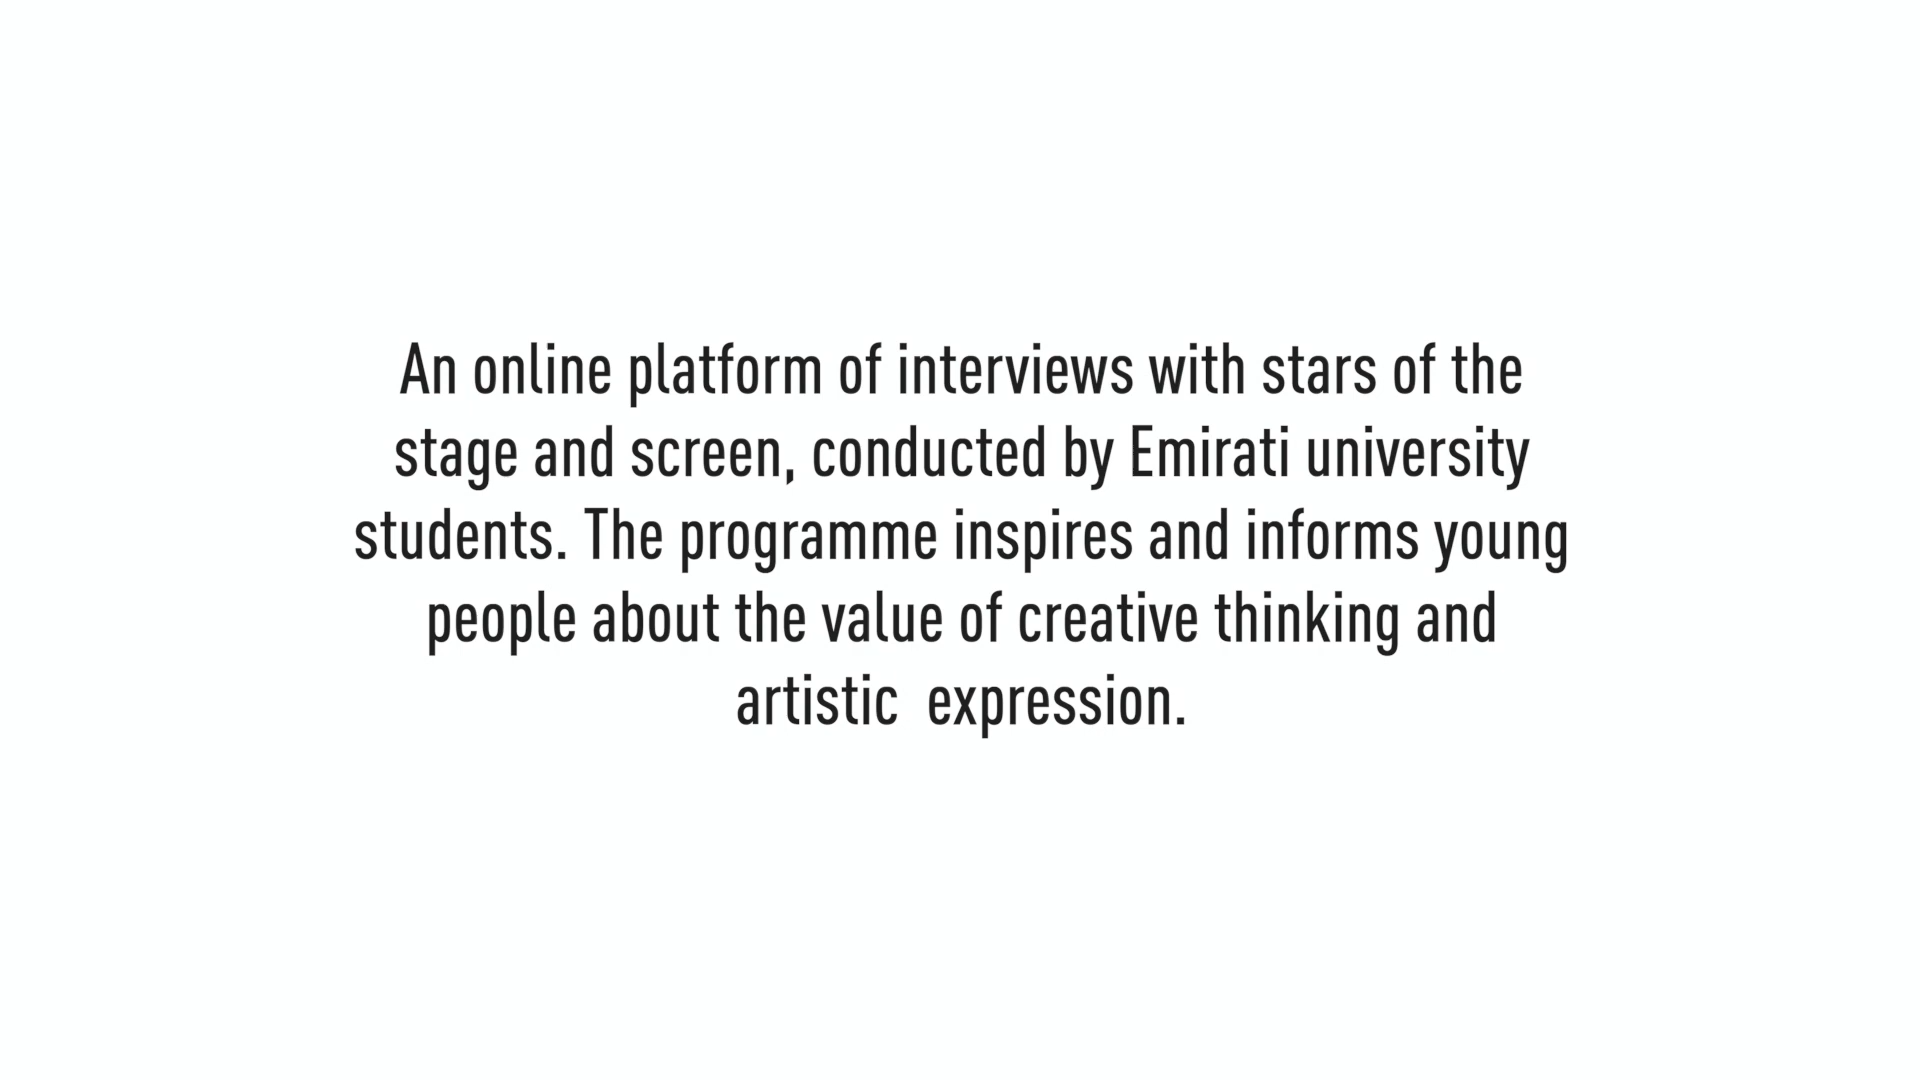 An online platform of interviews with stars of the
stage and screen, conducted by Emirati university
students. The programme inspires and informs young
people about the value of creative thinking and
artistic  expression.